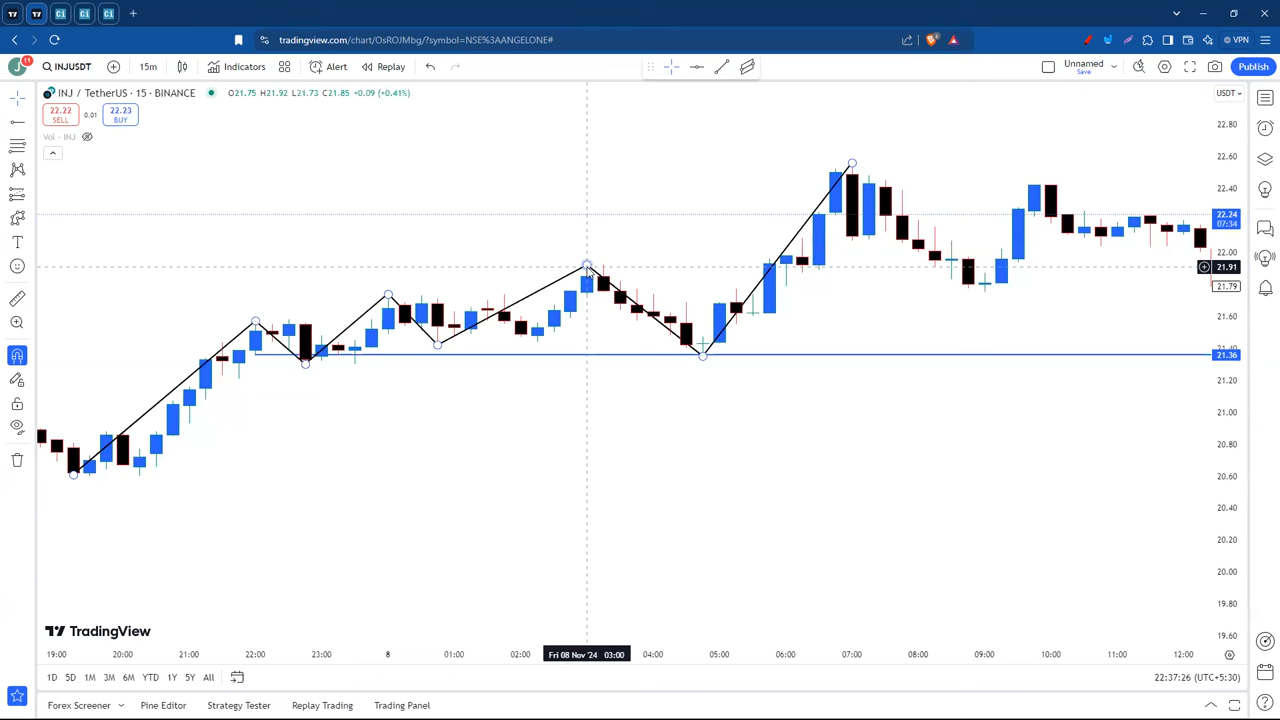 tradingview.com/chart/OsROJMbg/?symbol=NSE%3AANGELONE#
VPN
11
INJUSDT
15m
Indicators
Alert
Replay
Unnamed
Save
Publish
INJ / TetherUS · 15 · BINANCE
O21.75 H21.92 L21.73 C21.85 +0.09 (+0.41%)
USDT
22.22
SELL
0.01
22.23
BUY
Vol · INJ
22.80
22.60
22.40
22.24
07:34
22.00
21.91
21.79
21.60
21.40
21.36
21.20
21.00
20.80
20.60
20.40
20.20
20.00
19.80
19.60
TradingView
19:00
20:00
21:00
22:00
23:00
8
01:00
02:00
Fri 08 Nov '24 03:00
04:00
05:00
06:00
07:00
08:00
09:00
10:00
11:00
12:00
1D 5D 1M 3M 6M YTD 1Y 5Y All
22:37:26 (UTC+5:30)
Forex Screener
Pine Editor
Strategy Tester
Replay Trading
Trading Panel